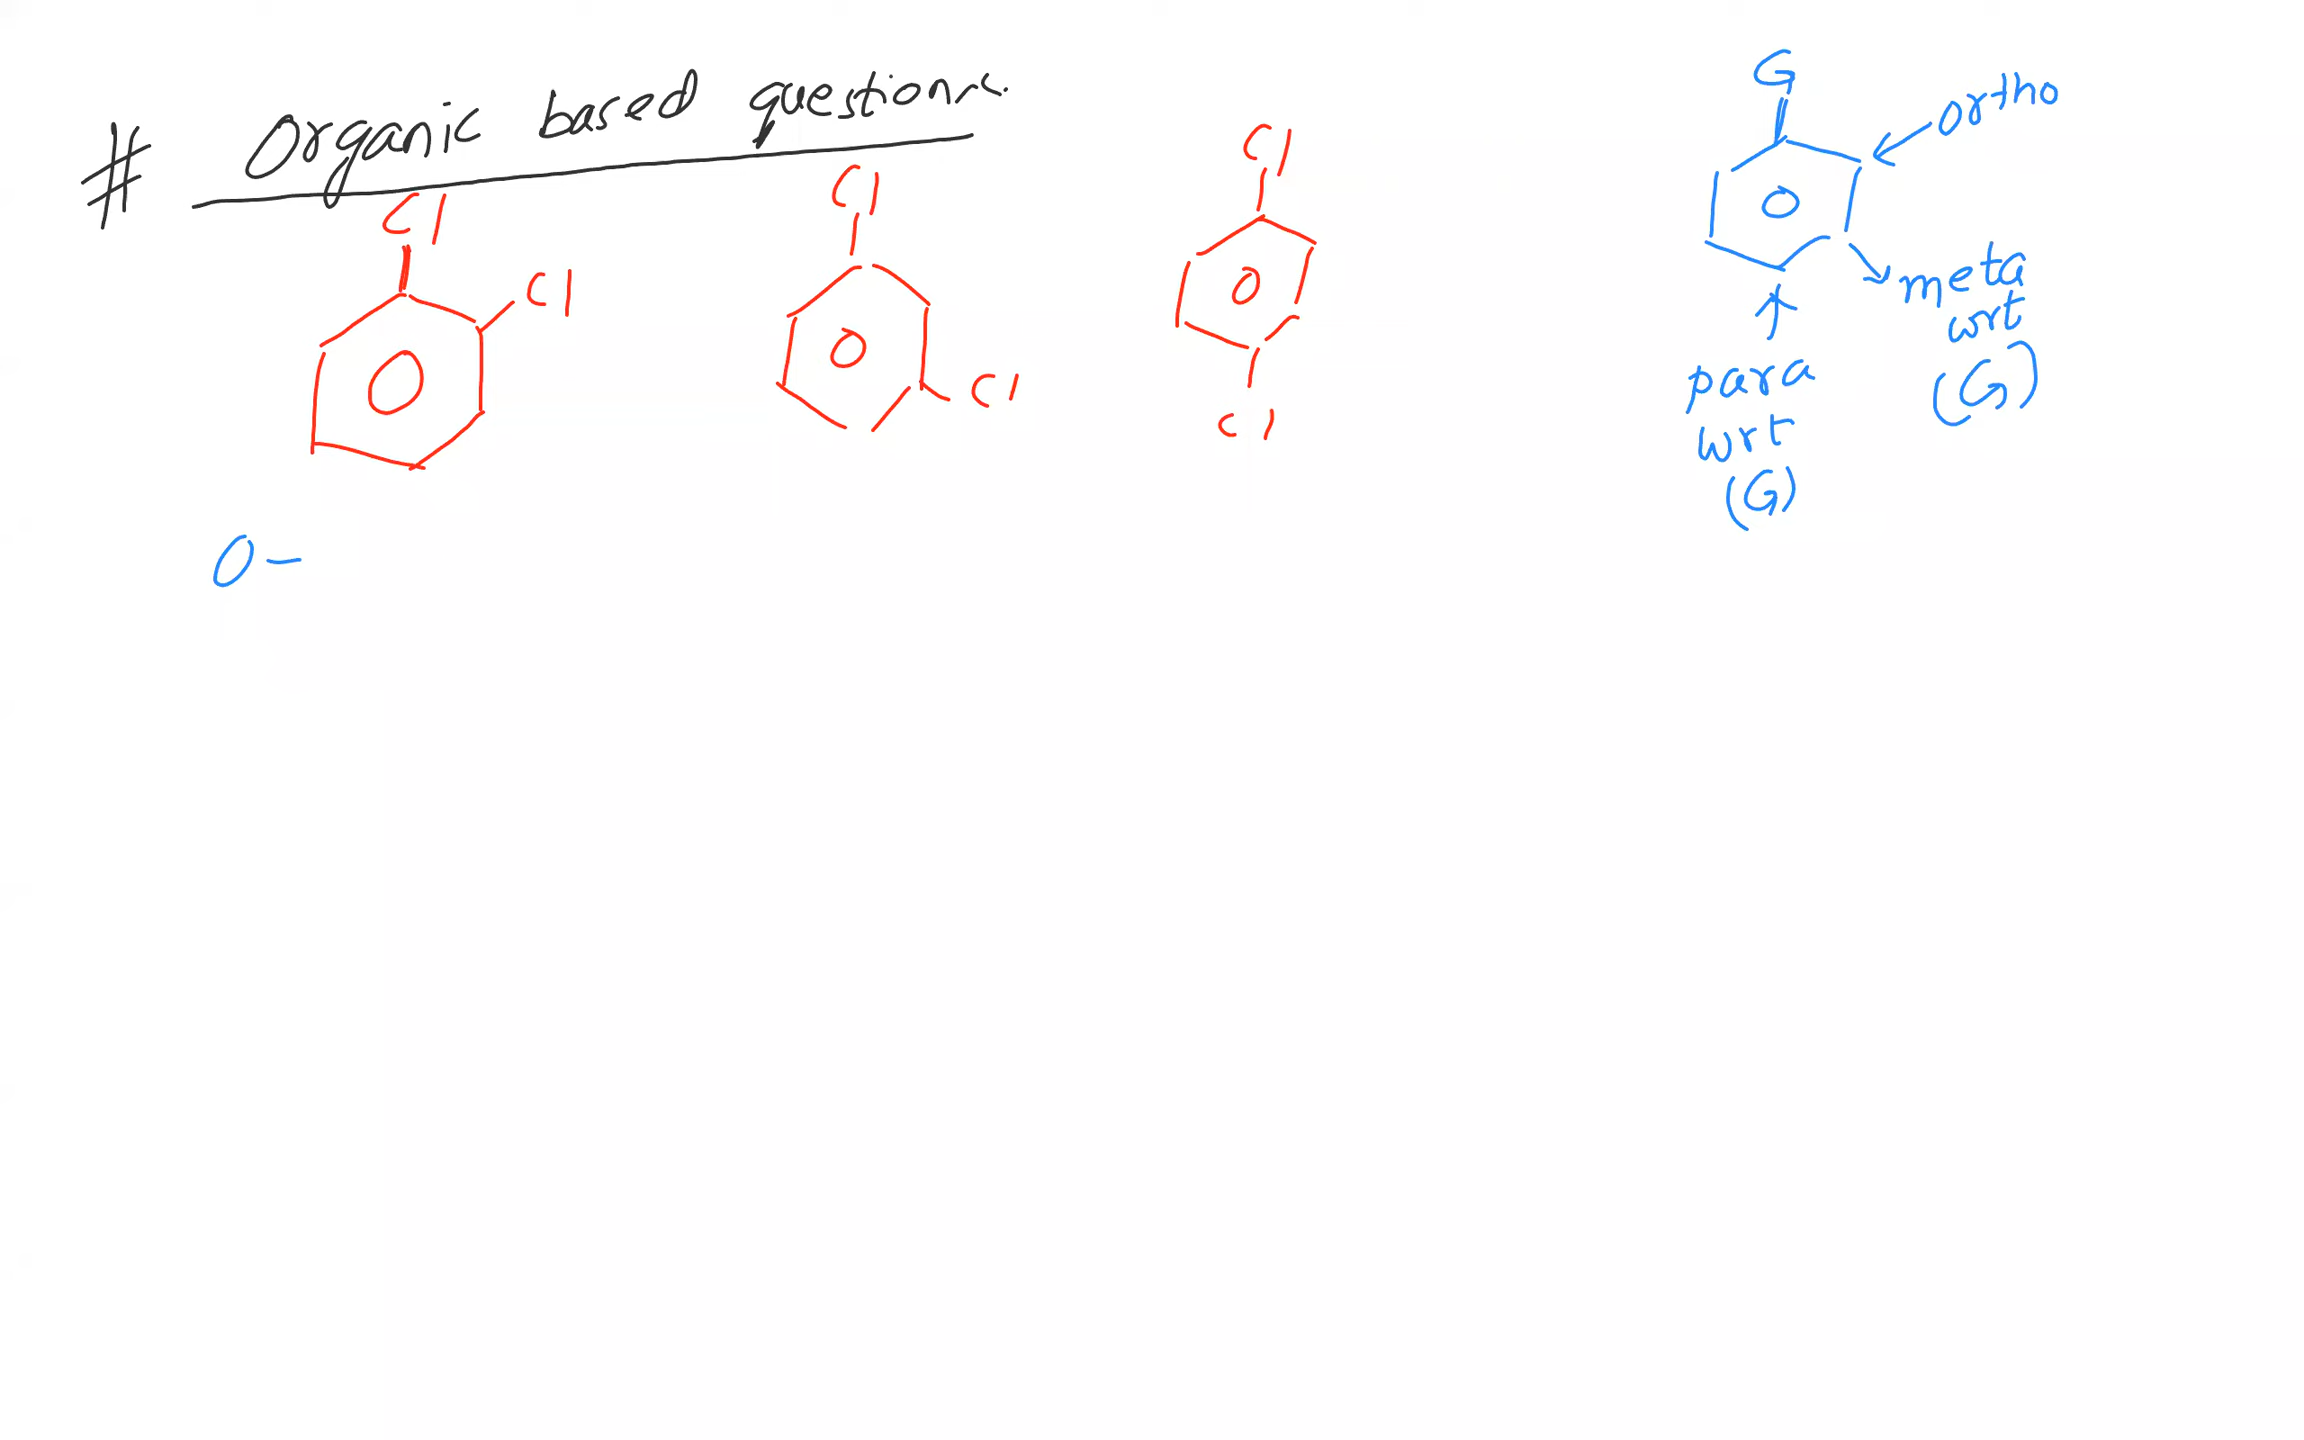 # Organic based questions.
Cl
Cl
Cl
Cl
Cl
Cl
G
ortho
meta
wrt
(G)
para
wrt
(G)
O-